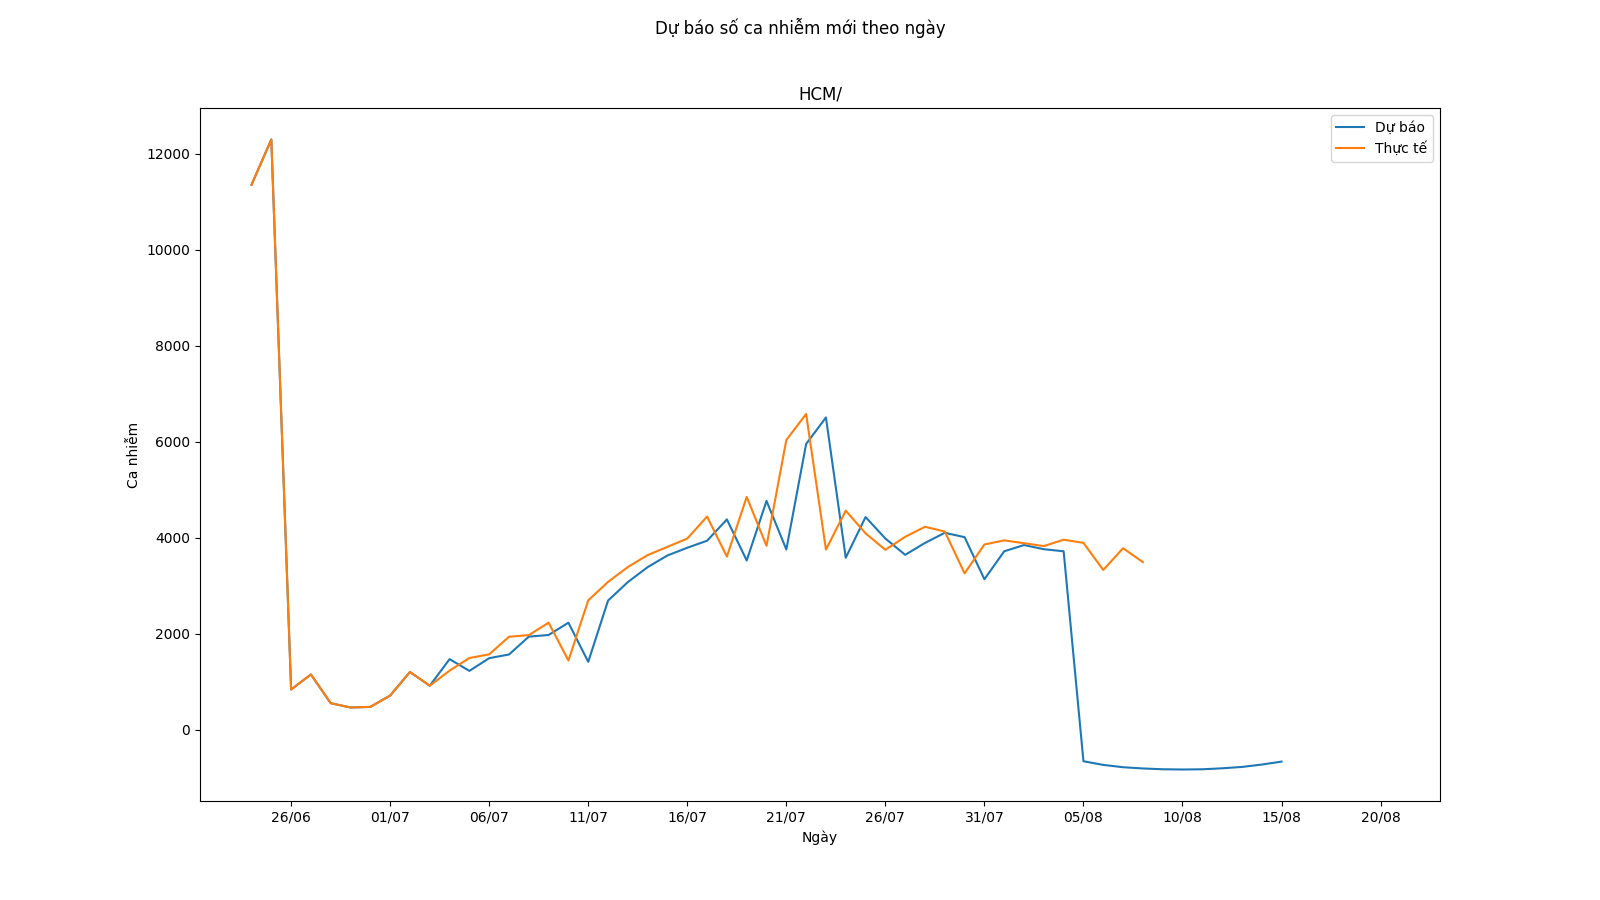 Dự báo số ca nhiễm mới theo ngày
HCM/
Dự báo
Thực tế
12000
10000
8000
6000
4000
2000
0
Ca nhiễm
26/06 01/07 06/07 11/07 16/07 21/07 26/07 31/07 05/08 10/08 15/08 20/08
Ngày